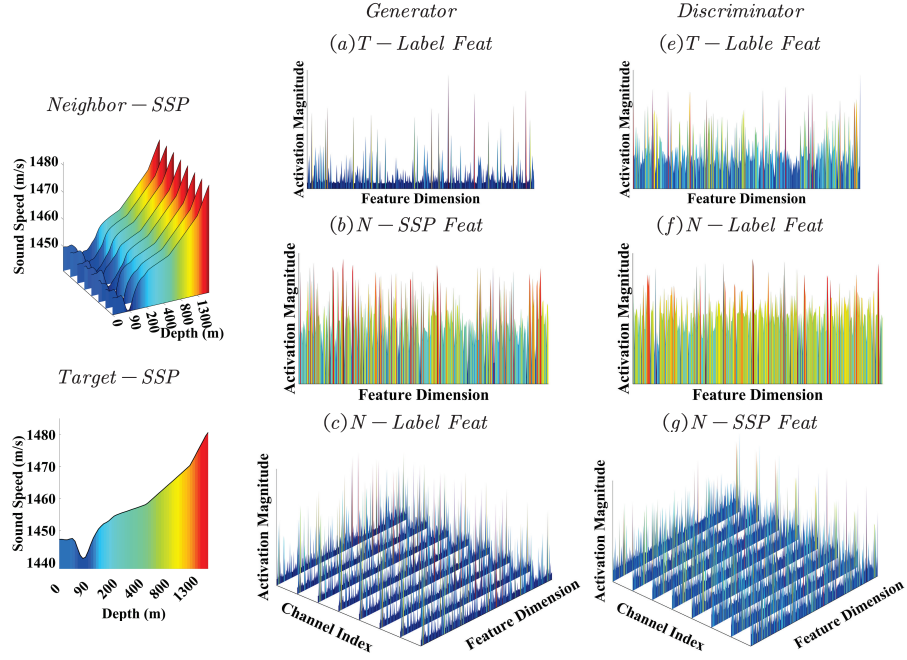 Generator
Discriminator
(a)T − Label Feat
(e)T − Lable Feat
Neighbor − SSP
Activation Magnitude
Activation Magnitude
Sound Speed (m/s)
1480
1470
1460
1450
0
90
200
400
800
1300
Depth (m)
Feature Dimension
Feature Dimension
(b)N − SSP Feat
(f)N − Label Feat
Activation Magnitude
Activation Magnitude
Feature Dimension
Feature Dimension
Target − SSP
Sound Speed (m/s)
1480
1470
1460
1450
1440
0
90
200
400
8000
1300
Depth (m)
(c)N − Label Feat
(g)N − SSP Feat
Activation Magnitude
Channel Index
Feature Dimension
Activation Magnitude
Channel Index
Feature Dimension